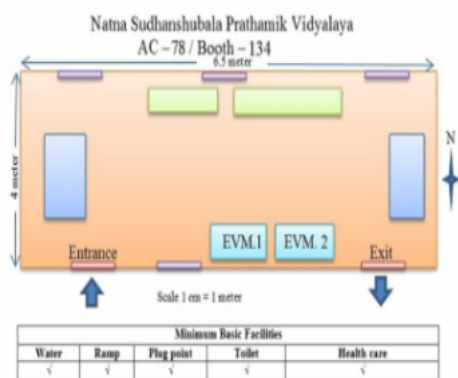 Natna Sudhanshubala Prathamik Vidyalaya
AC – 78 / Booth – 134
6.5 meter
4 meter
N
EVM.1 EVM. 2
Entrance Exit
Scale 1 cm = 1 meter
Minimum Basic Facilities
Water Ramp Plug point Toilet Health care
√ √ √ √ √